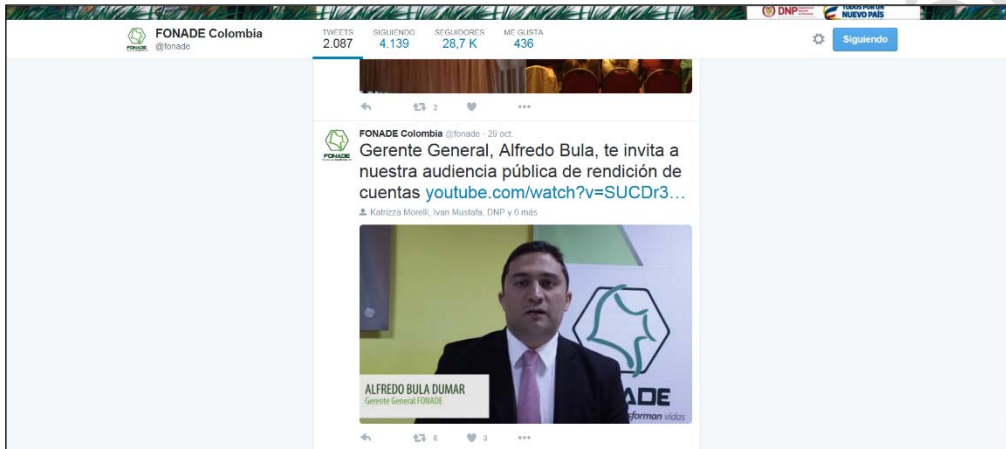 DNP
TODOS POR UN
NUEVO PAÍS
FONADE Colombia
@fonade
TWEETS
2.087
SIGUIENDO
4.139
SEGUIDORES
28,7 K
ME GUSTA
436
Siguiendo
2
FONADE Colombia @fonade · 29 oct.
Gerente General, Alfredo Bula, te invita a
nuestra audiencia pública de rendición de
cuentas youtube.com/watch?v=SUCDr3…
Katrizza Morelli, Ivan Mustafa, DNP y 6 más
FONADE
ALFREDO BULA DUMAR
Gerente General FONADE
ADE
forman vidas
6
3